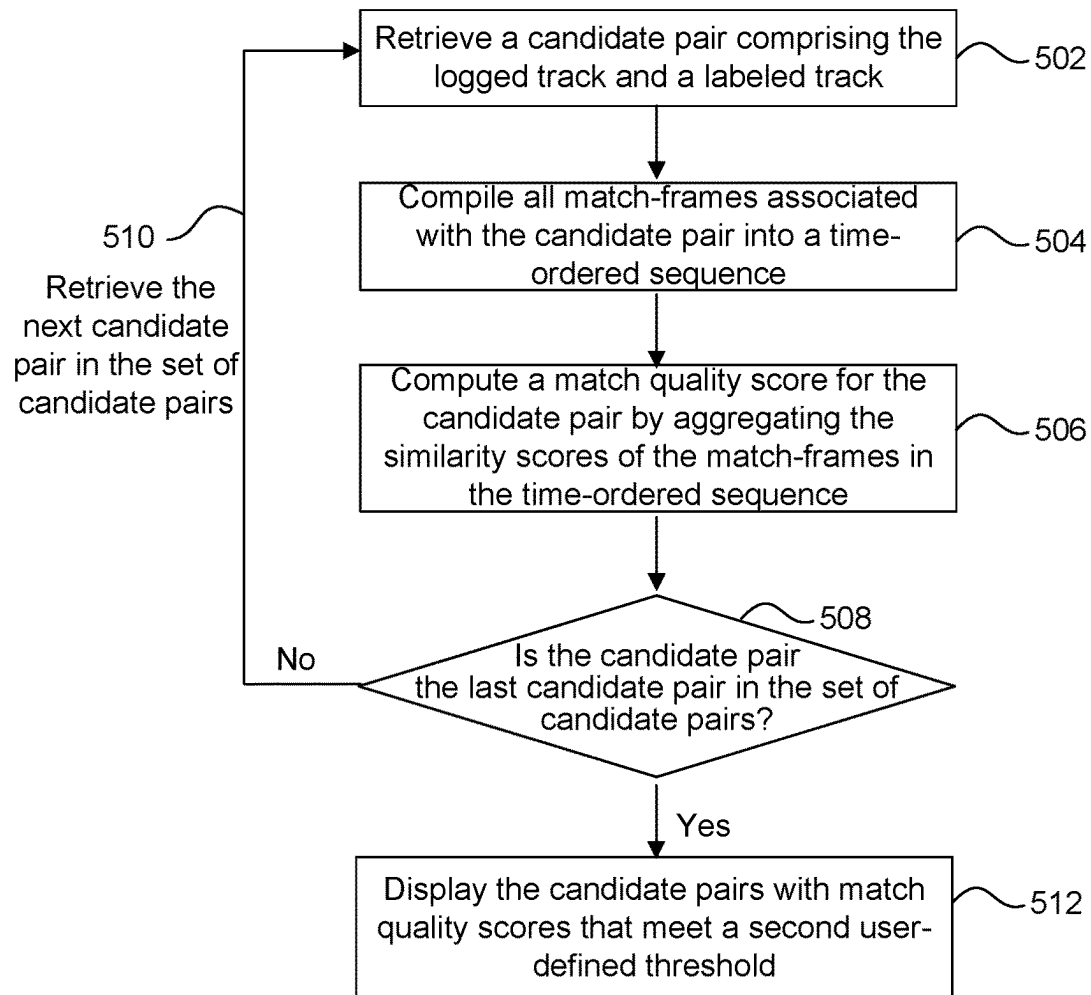 Retrieve a candidate pair comprising the
logged track and a labeled track
502
Compile all match-frames associated
with the candidate pair into a time-
ordered sequence
504
510
Retrieve the
next candidate
pair in the set of
candidate pairs
Compute a match quality score for the
candidate pair by aggregating the
similarity scores of the match-frames in
the time-ordered sequence
506
508
No
Is the candidate pair
the last candidate pair in the set of
candidate pairs?
Yes
Display the candidate pairs with match
quality scores that meet a second user-
defined threshold
512